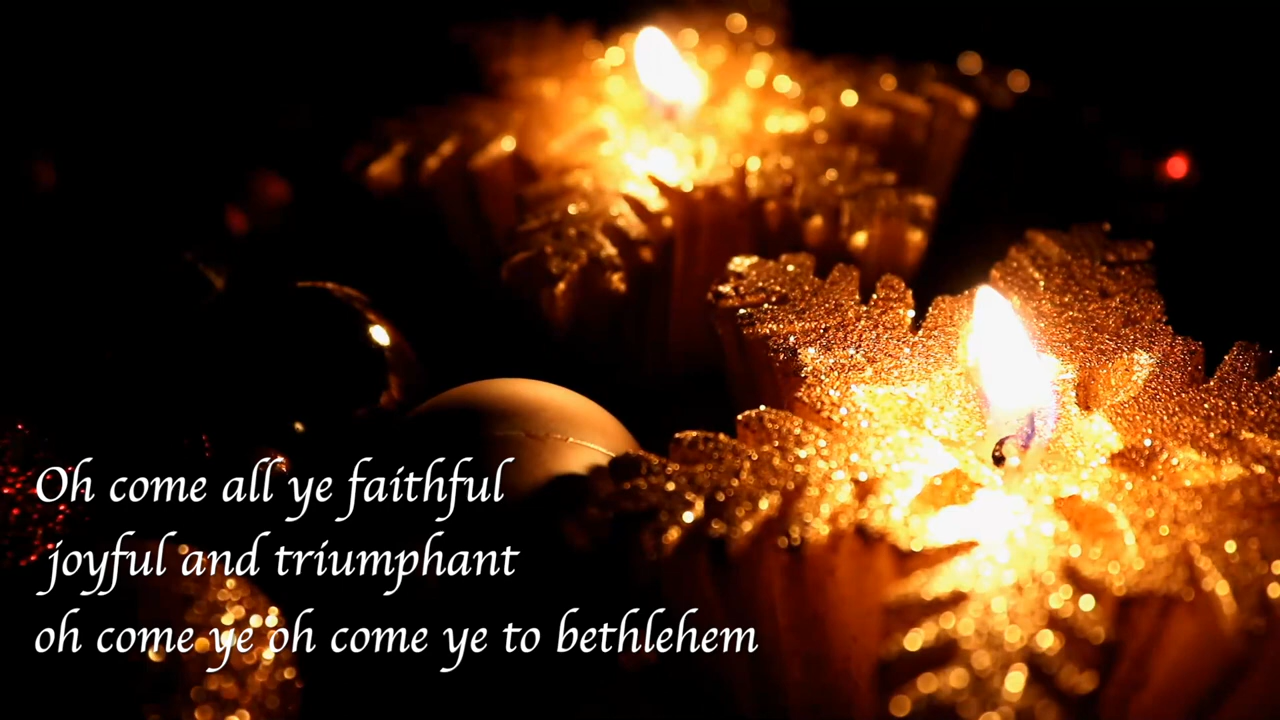 Oh come all ye faithful
joyful and triumphant
oh come ye oh come ye to bethlehem